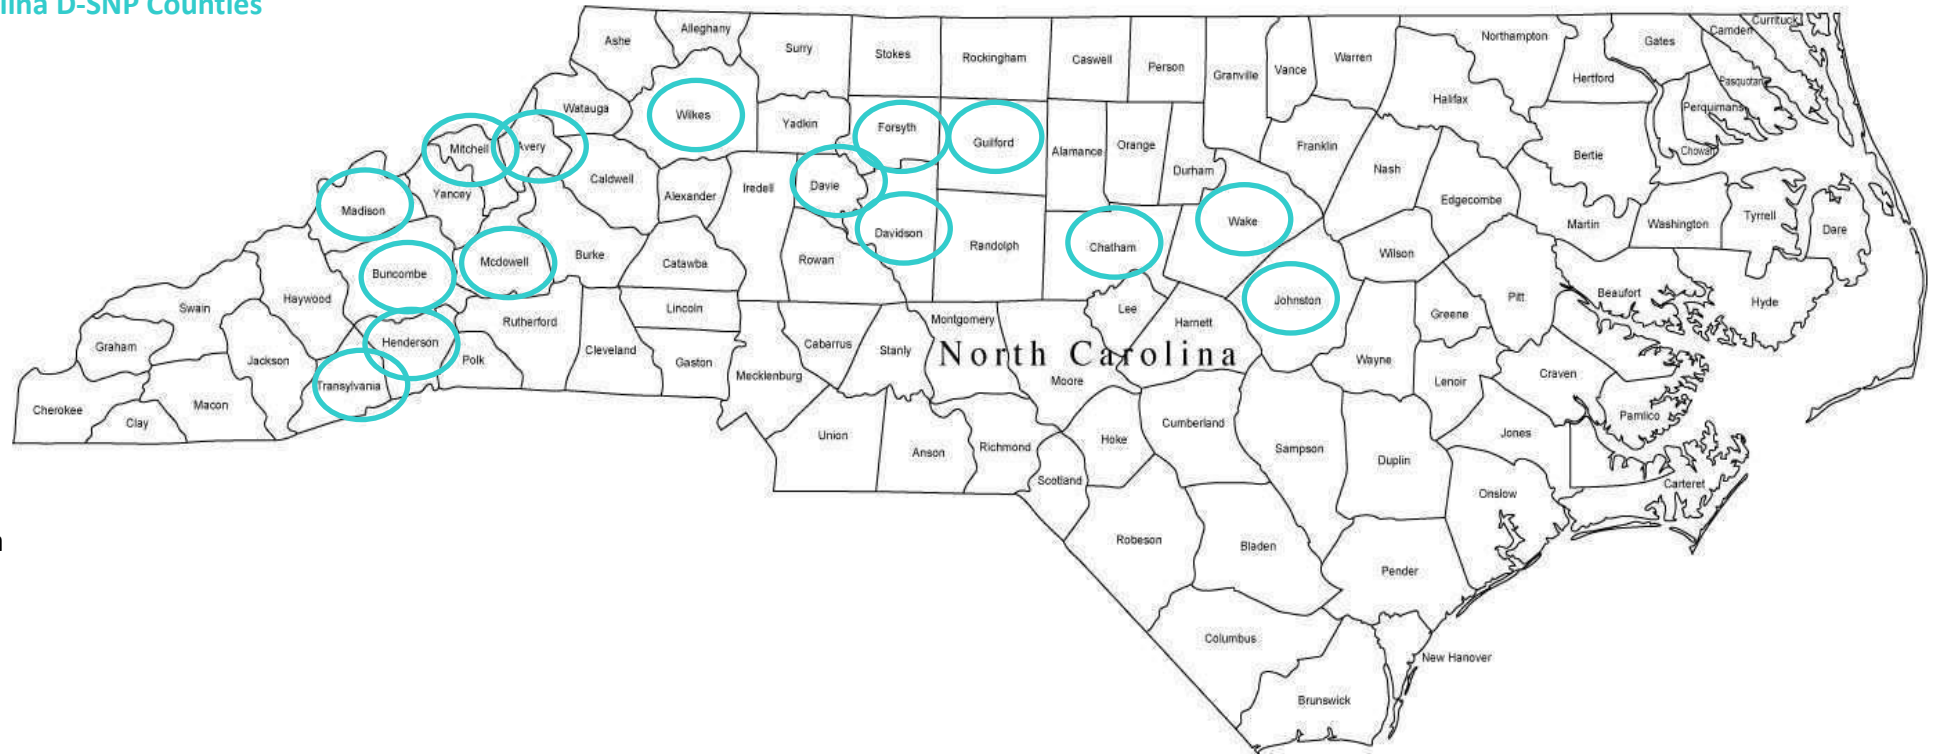 lina D-SNP Counties
Ashe
Alleghany
Surry
Stokes
Rockingham
Caswell
Person
Granville
Vance
Warren
Northampton
Gates
Camden
Currituck
Hertford
Halifax
Pasquotank
Perquimans
Chowan
Watauga
Wilkes
Yadkin
Forsyth
Guilford
Alamance
Orange
Durham
Franklin
Nash
Bertie
Mitchell
Avery
Caldwell
Alexander
Iredell
Davie
Davidson
Randolph
Chatham
Wake
Edgecombe
Martin
Washington
Tyrrell
Dare
Madison
Yancey
Buncombe
Mcdowell
Burke
Catawba
Rowan
Johnston
Wilson
Pitt
Beaufort
Hyde
Swain
Haywood
Rutherford
Lincoln
Montgomery
Lee
Harnett
Greene
Graham
Jackson
Henderson
Polk
Cleveland
Gaston
Mecklenburg
Cabarrus
Stanly
North Carolina
Moore
Wayne
Lenoir
Craven
Pamlico
Transylvania
Cherokee
Clay
Macon
Union
Anson
Richmond
Scotland
Hoke
Cumberland
Sampson
Duplin
Jones
Onslow
Carteret
Robeson
Bladen
Pender
Columbus
New Hanover
Brunswick